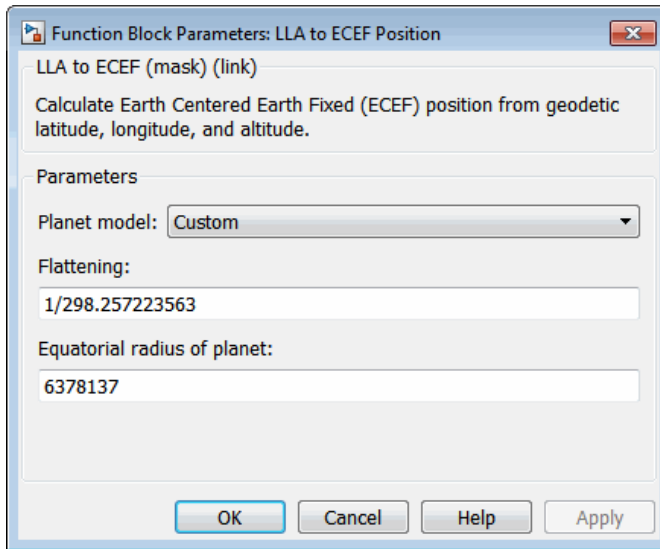 Function Block Parameters: LLA to ECEF Position
LLA to ECEF (mask) (link)
Calculate Earth Centered Earth Fixed (ECEF) position from geodetic
latitude, longitude, and altitude.
Parameters
Planet model: Custom
Flattening:
1/298.257223563
Equatorial radius of planet:
6378137
OK Cancel Help Apply